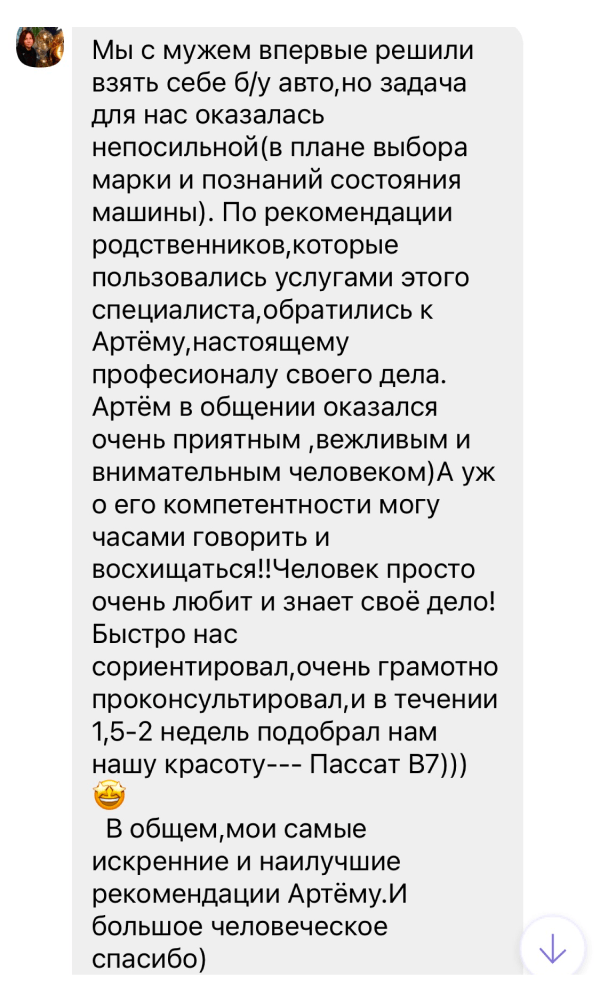 Мы с мужем впервые решили
взять себе б/у авто,но задача
для нас оказалась
непосильной(в плане выбора
марки и познаний состояния
машины). По рекомендации
родственников,которые
пользовались услугами этого
специалиста,обратились к
Артёму,настоящему
професионалу своего дела.
Артём в общении оказался
очень приятным ,вежливым и
внимательным человеком)А уж
о его компетентности могу
часами говорить и
восхищаться!!Человек просто
очень любит и знает своё дело!
Быстро нас
сориентировал,очень грамотно
проконсультировал,и в течении
1,5-2 недель подобрал нам
нашу красоту--- Пассат В7)))
🤩
В общем,мои самые
искренние и наилучшие
рекомендации Артёму.И
большое человеческое
спасибо)